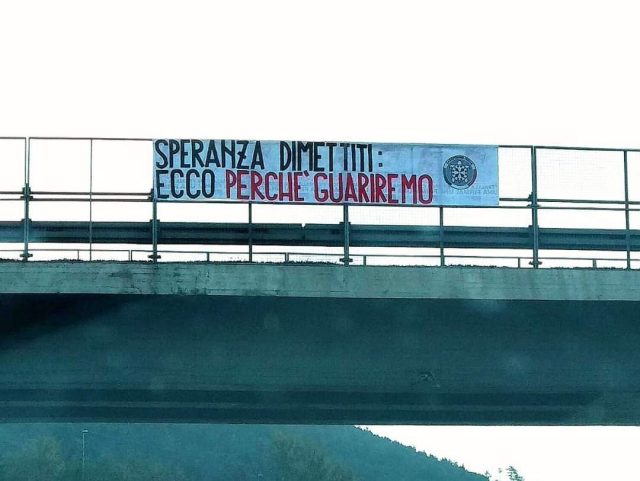 SPERANZA DIMETTITI:
ECCO PERCHE' GUARIREMO